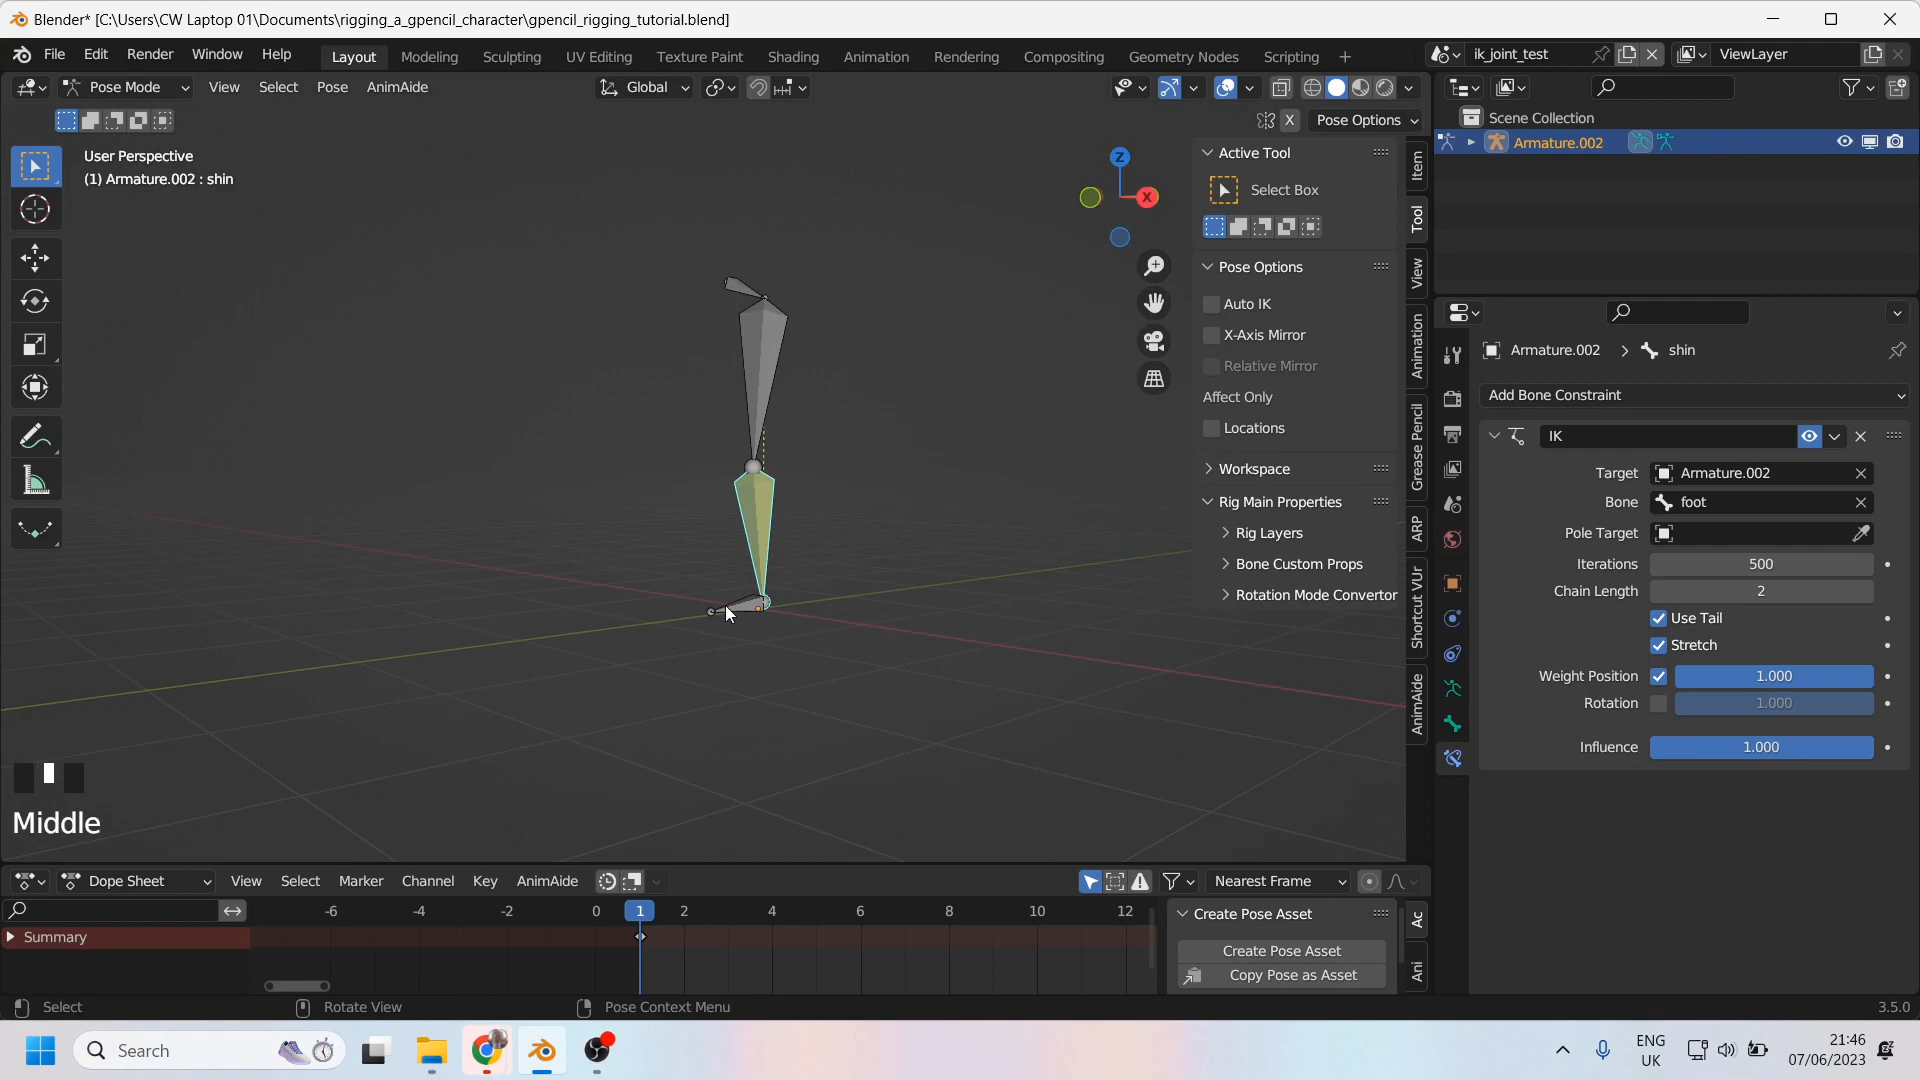 Blender* [C:\Users\CW Laptop 01\Documents\rigging_a_gpencil_character\gpencil_rigging_tutorial.blend]
File Edit Render Window Help Layout Modeling Sculpting UV Editing Texture Paint Shading Animation Rendering Compositing Geometry Nodes Scripting + ik_joint_test ViewLayer
Pose Mode View Select Pose AnimAide Global
X Pose Options
Scene Collection
Armature.002
User Perspective
(1) Armature.002 : shin
Z
X
Active Tool
Select Box
Pose Options
Auto IK
X-Axis Mirror
Relative Mirror
Affect Only
Locations
Workspace
Rig Main Properties
Rig Layers
Bone Custom Props
Rotation Mode Convertor
Item
Tool
View
Animation
Grease Pencil
ARP
Shortcut VUr
AnimAide
Armature.002 > shin
Add Bone Constraint
IK
Target Armature.002
Bone foot
Pole Target
Iterations 500
Chain Length 2
Use Tail
Stretch
Weight Position 1.000
Rotation 1.000
Influence 1.000
Middle
Dope Sheet View Select Marker Channel Key AnimAide Nearest Frame
-6 -4 -2 0 1 2 4 6 8 10 12
Summary
Create Pose Asset
Create Pose Asset
Copy Pose as Asset
Ac
Ani
Select Rotate View Pose Context Menu 3.5.0
Search
ENG
UK
21:46
07/06/2023